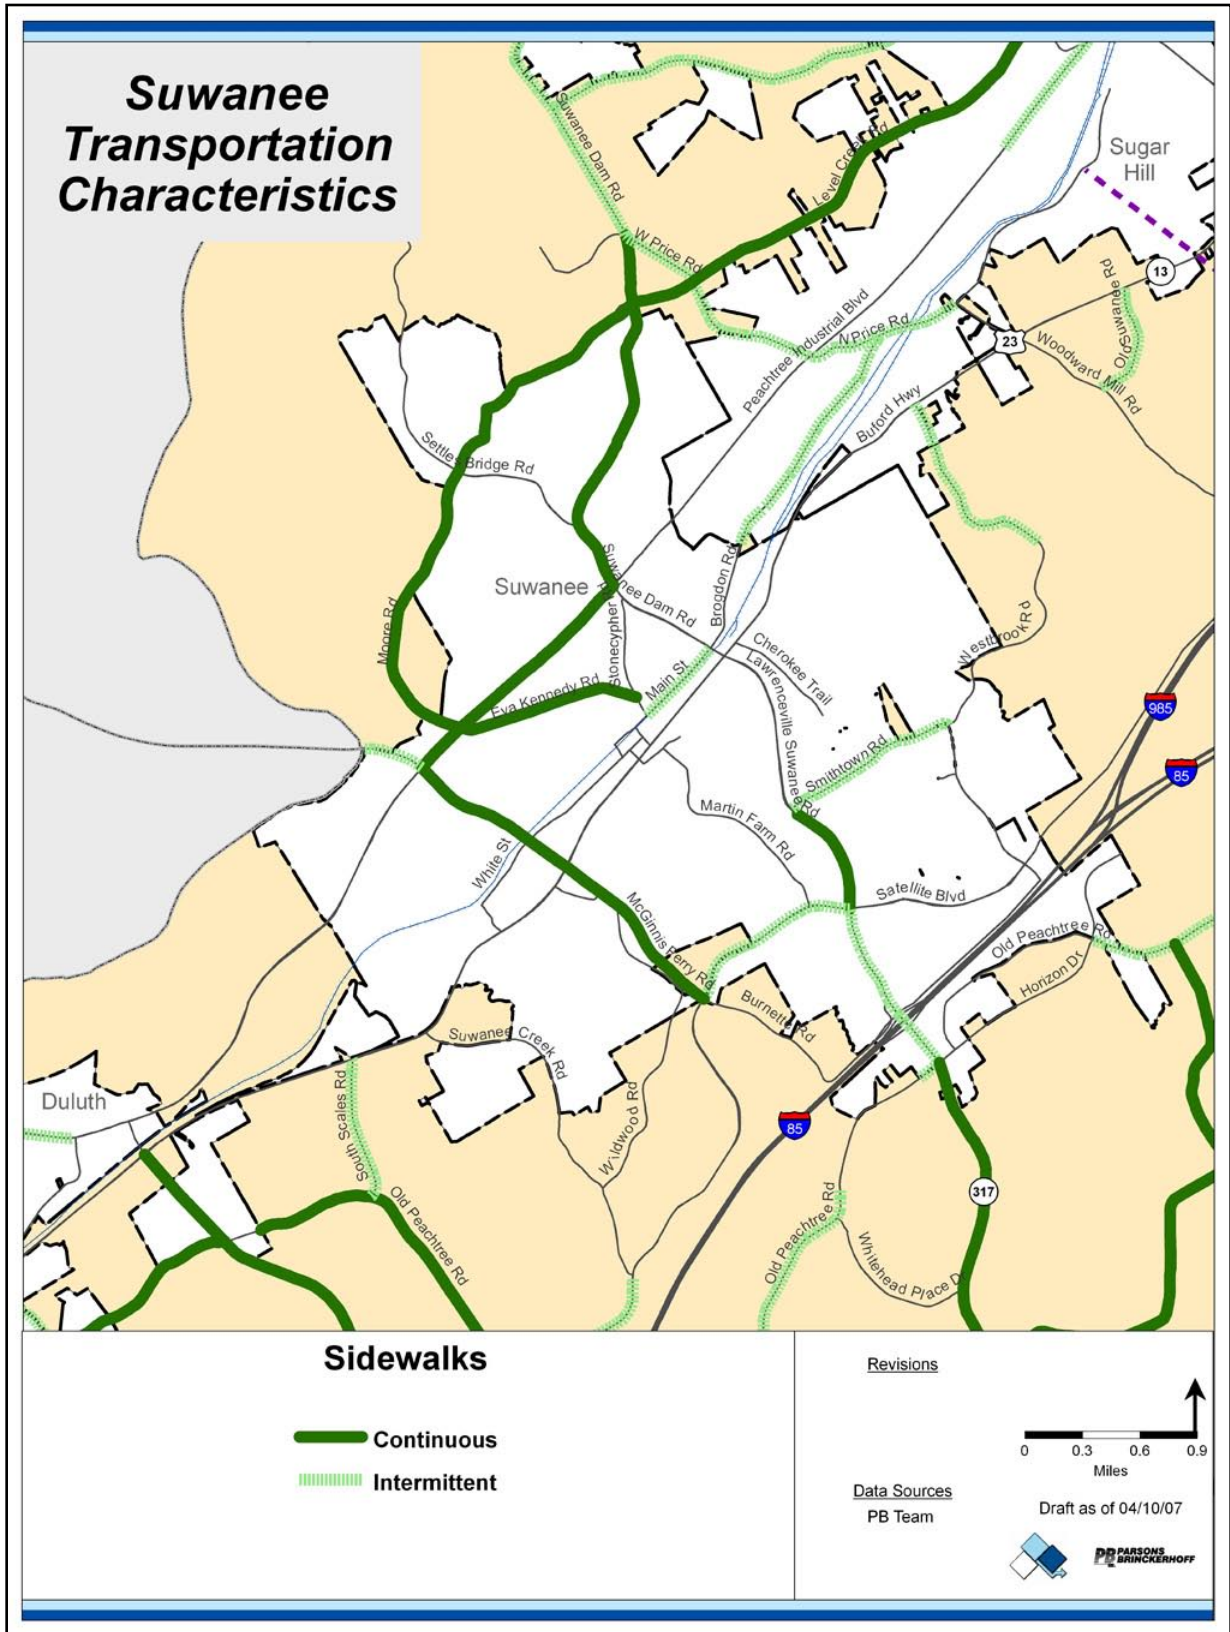 Suwanee
Transportation
Characteristics
Sugar
Hill
Suwanee Dam Rd
Level Creek Rd
W Price Rd
13
Old Suwanee Rd
Peachtree Industrial Blvd
W Price Rd
23
Woodward Mill Rd
Buford Hwy
Settles Bridge Rd
Suwanee
Suwanee Dam Rd
Brogdon Rd
Stonecypher Rd
Moore Rd
Westbrook Rd
Cherokee Trail
Main St
Lawrenceville Suwanee Rd
Eva Kennedy Rd
985
85
Smithtown Rd
Martin Farm Rd
White St
Satellite Blvd
McGinnis Ferry Rd
Old Peachtree Rd
Horizon Dr
Burnette Rd
Suwanee Creek Rd
Duluth
South Scales Rd
Wildwood Rd
85
317
Old Peachtree Rd
Old Peachtree Rd
Whitehead Place D
Sidewalks
Continuous
Intermittent
Revisions
0 0.3 0.6 0.9
Miles
Data Sources
PB Team
Draft as of 04/10/07
PB PARSONS
BRINCKERHOFF